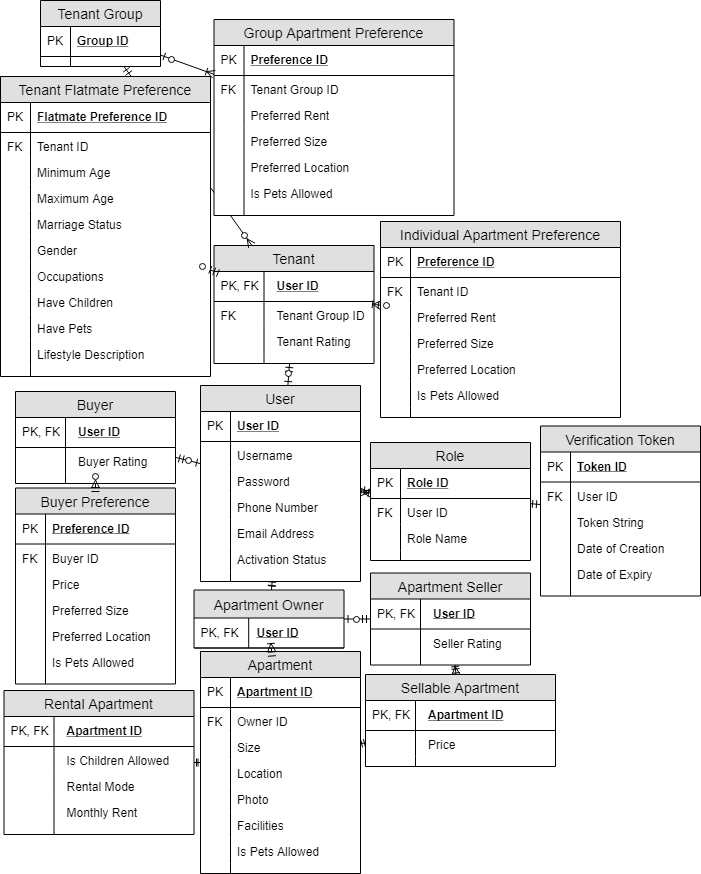 Tenant Group
PK Group ID
Group Apartment Preference
PK Preference ID
FK Tenant Group ID
Preferred Rent
Preferred Size
Preferred Location
Is Pets Allowed
Tenant Flatmate Preference
PK Flatmate Preference ID
FK Tenant ID
Minimum Age
Maximum Age
Marriage Status
Gender
Occupations
Have Children
Have Pets
Lifestyle Description
Tenant
PK, FK User ID
FK Tenant Group ID
Tenant Rating
Individual Apartment Preference
PK Preference ID
FK Tenant ID
Preferred Rent
Preferred Size
Preferred Location
Is Pets Allowed
Buyer
PK, FK User ID
Buyer Rating
User
PK User ID
Username
Password
Phone Number
Email Address
Activation Status
Role
PK Role ID
FK User ID
Role Name
Verification Token
PK Token ID
FK User ID
Token String
Date of Creation
Date of Expiry
Buyer Preference
PK Preference ID
FK Buyer ID
Price
Preferred Size
Preferred Location
Is Pets Allowed
Apartment Owner
PK, FK User ID
Apartment Seller
PK, FK User ID
Seller Rating
Rental Apartment
PK, FK Apartment ID
Is Children Allowed
Rental Mode
Monthly Rent
Apartment
PK Apartment ID
FK Owner ID
Size
Location
Photo
Facilities
Is Pets Allowed
Sellable Apartment
PK, FK Apartment ID
Price